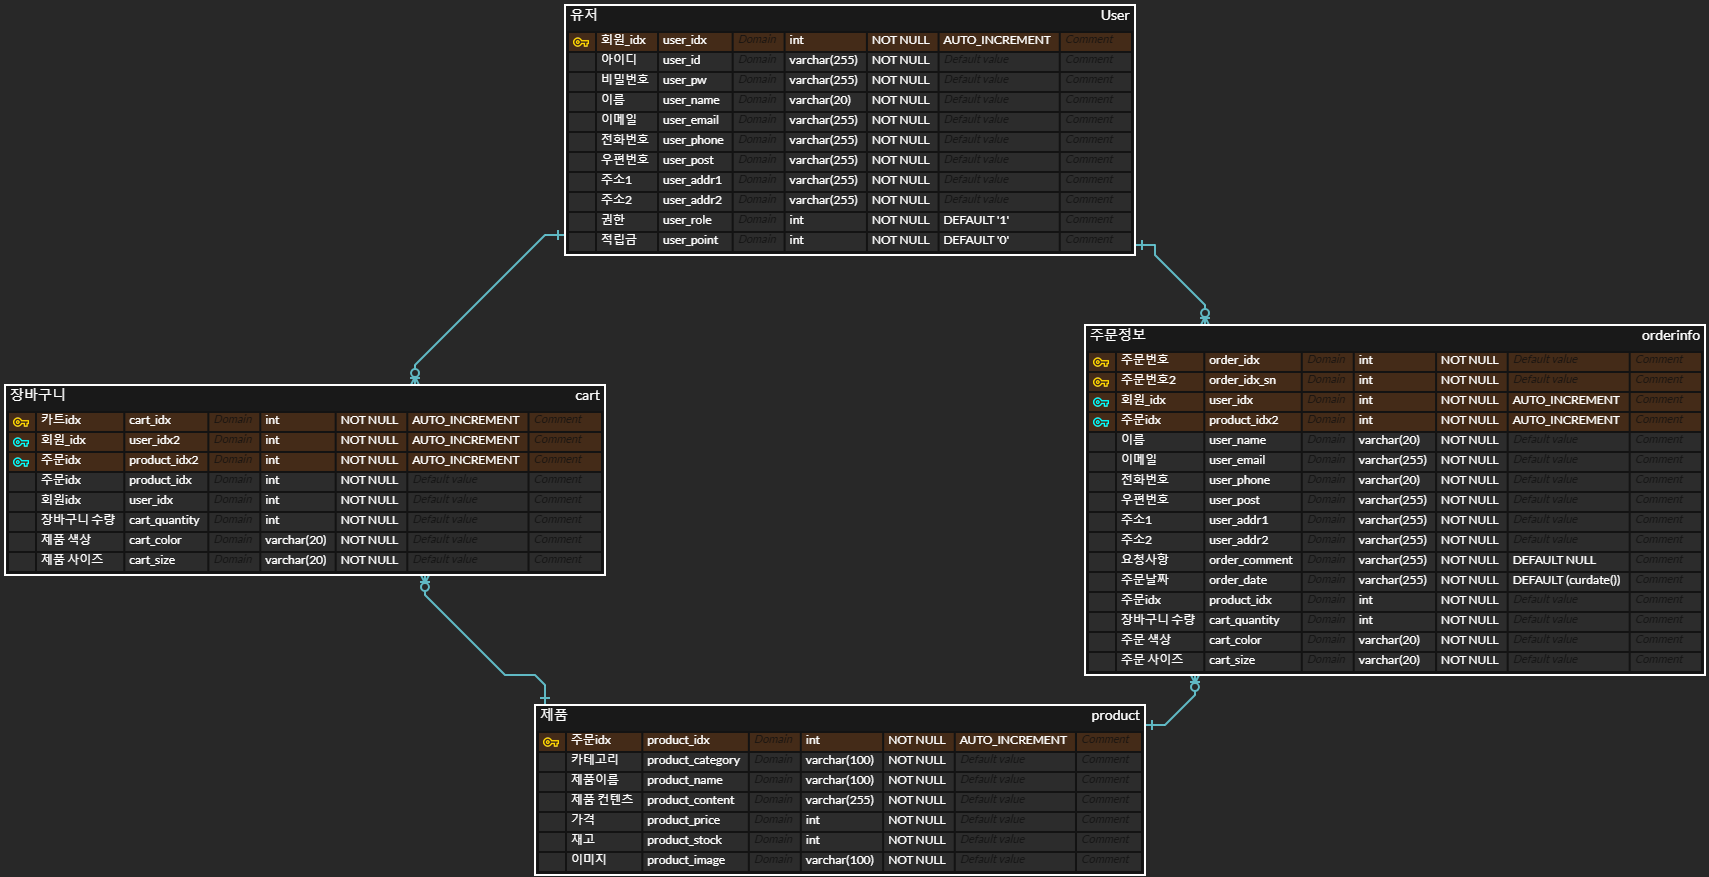 유저 User
회원_idx user_idx Domain int NOT NULL AUTO_INCREMENT Comment
아이디 user_id Domain varchar(255) NOT NULL Default value Comment
비밀번호 user_pw Domain varchar(255) NOT NULL Default value Comment
이름 user_name Domain varchar(20) NOT NULL Default value Comment
이메일 user_email Domain varchar(255) NOT NULL Default value Comment
전화번호 user_phone Domain varchar(255) NOT NULL Default value Comment
우편번호 user_post Domain varchar(255) NOT NULL Default value Comment
주소1 user_addr1 Domain varchar(255) NOT NULL Default value Comment
주소2 user_addr2 Domain varchar(255) NOT NULL Default value Comment
권한 user_role Domain int NOT NULL DEFAULT '1' Comment
적립금 user_point Domain int NOT NULL DEFAULT '0' Comment
주문정보 orderinfo
주문번호 order_idx Domain int NOT NULL Default value Comment
주문번호2 order_idx_sn Domain int NOT NULL Default value Comment
회원_idx user_idx Domain int NOT NULL AUTO_INCREMENT Comment
주문idx product_idx2 Domain int NOT NULL AUTO_INCREMENT Comment
이름 user_name Domain varchar(20) NOT NULL Default value Comment
이메일 user_email Domain varchar(255) NOT NULL Default value Comment
전화번호 user_phone Domain varchar(20) NOT NULL Default value Comment
우편번호 user_post Domain varchar(255) NOT NULL Default value Comment
주소1 user_addr1 Domain varchar(255) NOT NULL Default value Comment
주소2 user_addr2 Domain varchar(255) NOT NULL Default value Comment
요청사항 order_comment Domain varchar(255) NOT NULL DEFAULT NULL Comment
주문날짜 order_date Domain varchar(255) NOT NULL DEFAULT (curdate()) Comment
주문idx product_idx Domain int NOT NULL Default value Comment
장바구니 수량 cart_quantity Domain int NOT NULL Default value Comment
주문 색상 cart_color Domain varchar(20) NOT NULL Default value Comment
주문 사이즈 cart_size Domain varchar(20) NOT NULL Default value Comment
장바구니 cart
카트idx cart_idx Domain int NOT NULL AUTO_INCREMENT Comment
회원_idx user_idx2 Domain int NOT NULL AUTO_INCREMENT Comment
주문idx product_idx2 Domain int NOT NULL AUTO_INCREMENT Comment
주문idx product_idx Domain int NOT NULL Default value Comment
회원idx user_idx Domain int NOT NULL Default value Comment
장바구니 수량 cart_quantity Domain int NOT NULL Default value Comment
제품 색상 cart_color Domain varchar(20) NOT NULL Default value Comment
제품 사이즈 cart_size Domain varchar(20) NOT NULL Default value Comment
제품 product
주문idx product_idx Domain int NOT NULL AUTO_INCREMENT Comment
카테고리 product_category Domain varchar(100) NOT NULL Default value Comment
제품이름 product_name Domain varchar(100) NOT NULL Default value Comment
제품 컨텐츠 product_content Domain varchar(255) NOT NULL Default value Comment
가격 product_price Domain int NOT NULL Default value Comment
재고 product_stock Domain int NOT NULL Default value Comment
이미지 product_image Domain varchar(100) NOT NULL Default value Comment